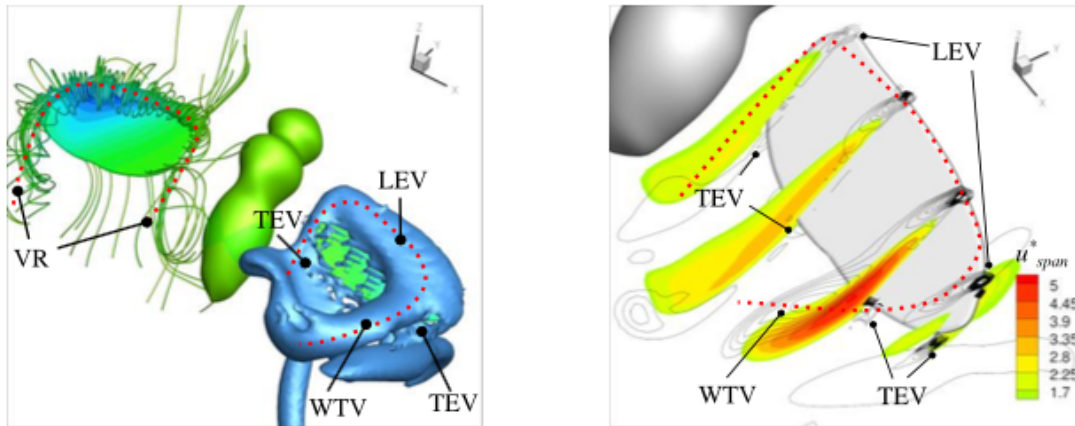 Z
Y
X
LEV
TEV
VR
WTV
TEV
Z
Y
X
LEV
TEV
u*span
5
4.45
3.9
3.35
2.8
2.25
1.7
WTV
TEV